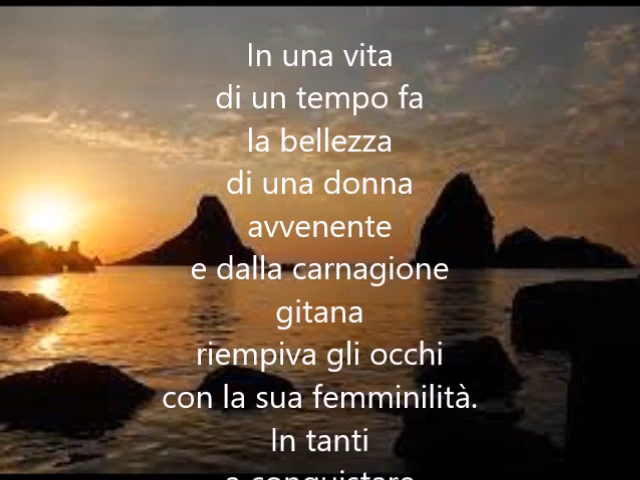 In una vita
di un tempo fa
la bellezza
di una donna
avvenente
e dalla carnagione
gitana
riempiva gli occhi
con la sua femminilità.
In tanti
a conquistare